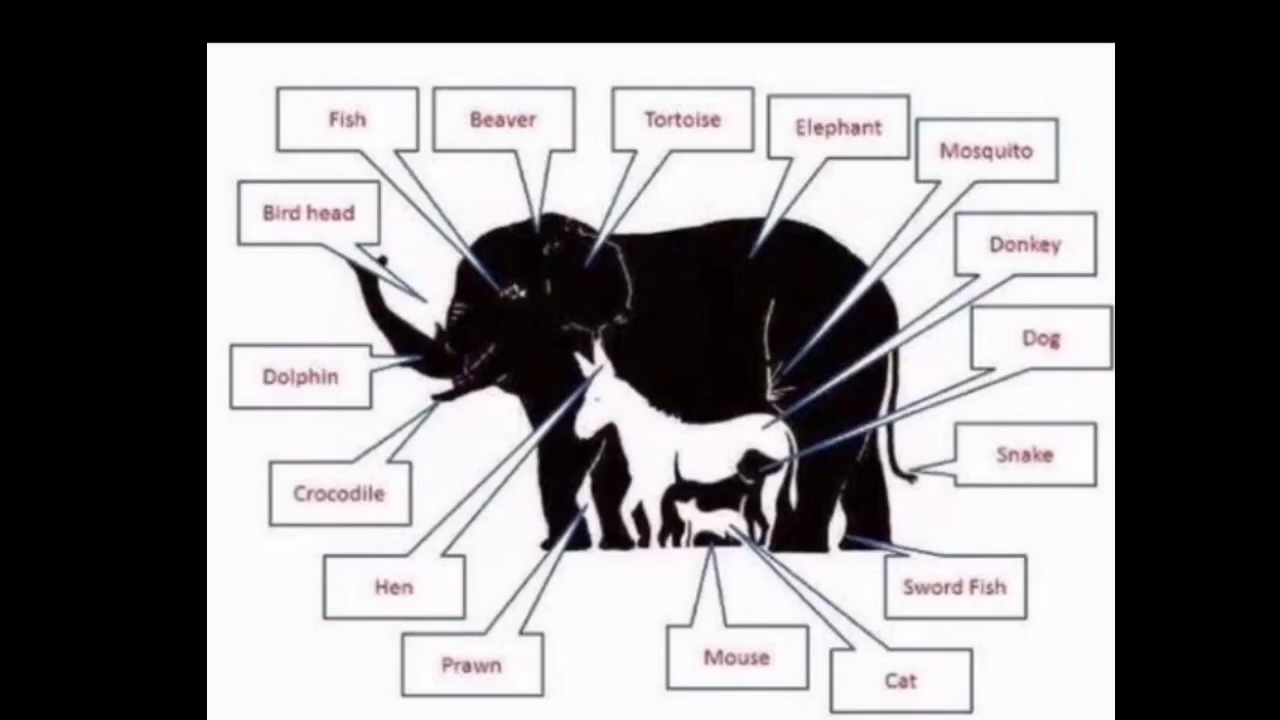 Fish
Beaver
Tortoise
Elephant
Mosquito
Bird head
Donkey
Dog
Dolphin
Snake
Crocodile
Hen
Sword Fish
Prawn
Mouse
Cat